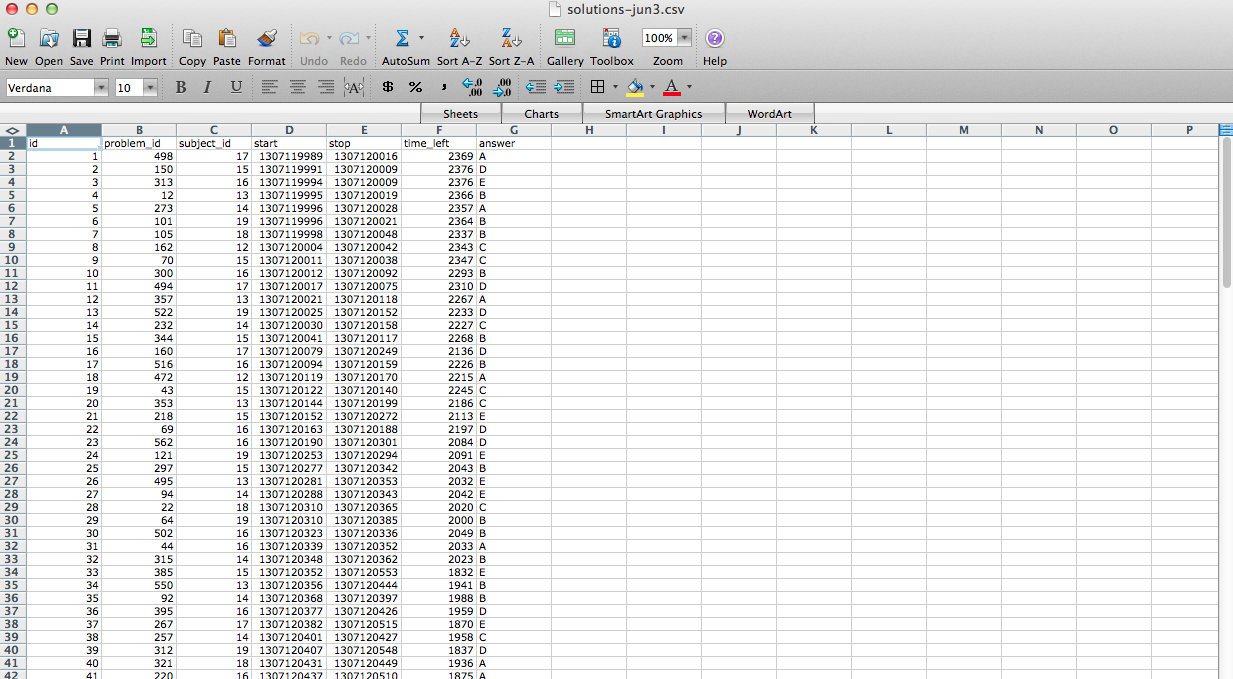 solutions-jun3.csv
New Open Save Print Import Copy Paste Format Undo Redo AutoSum Sort A-Z Sort Z-A Gallery Toolbox 100% Zoom Help
Verdana 10 B I U A $ % , .0 .00 .00 .0 A
Sheets Charts SmartArt Graphics WordArt
A B C D E F G H I J K L M N O P
1 id problem_id subject_id start stop time_left answer
2 1 498 17 1307119989 1307120016 2369 A
3 2 150 15 1307119991 1307120009 2376 D
4 3 313 16 1307119994 1307120009 2376 E
5 4 12 13 1307119995 1307120019 2366 B
6 5 273 14 1307119996 1307120028 2357 A
7 6 101 19 1307119996 1307120021 2364 B
8 7 105 18 1307119998 1307120048 2337 B
9 8 162 12 1307120004 1307120042 2343 C
10 9 70 15 1307120011 1307120038 2347 C
11 10 300 16 1307120012 1307120092 2293 B
12 11 494 17 1307120017 1307120075 2310 D
13 12 357 13 1307120021 1307120118 2267 A
14 13 522 19 1307120025 1307120152 2233 D
15 14 232 14 1307120030 1307120158 2227 C
16 15 344 15 1307120041 1307120117 2268 B
17 16 160 17 1307120079 1307120249 2136 D
18 17 516 16 1307120094 1307120159 2226 B
19 18 472 12 1307120119 1307120170 2215 A
20 19 43 15 1307120122 1307120140 2245 C
21 20 353 13 1307120144 1307120199 2186 C
22 21 218 15 1307120152 1307120272 2113 E
23 22 69 16 1307120163 1307120188 2197 D
24 23 562 16 1307120190 1307120301 2084 D
25 24 121 19 1307120253 1307120294 2091 E
26 25 297 15 1307120277 1307120342 2043 B
27 26 495 13 1307120281 1307120353 2032 E
28 27 94 14 1307120288 1307120343 2042 E
29 28 22 18 1307120310 1307120365 2020 C
30 29 64 19 1307120310 1307120385 2000 B
31 30 502 16 1307120323 1307120336 2049 B
32 31 44 16 1307120339 1307120352 2033 A
33 32 315 14 1307120348 1307120362 2023 B
34 33 385 15 1307120352 1307120553 1832 E
35 34 550 13 1307120356 1307120444 1941 B
36 35 92 14 1307120368 1307120397 1988 B
37 36 395 16 1307120377 1307120426 1959 D
38 37 267 17 1307120382 1307120515 1870 E
39 38 257 14 1307120401 1307120427 1958 C
40 39 312 19 1307120407 1307120548 1837 D
41 40 321 18 1307120431 1307120449 1936 A
42 41 220 16 1307120437 1307120510 1875 A